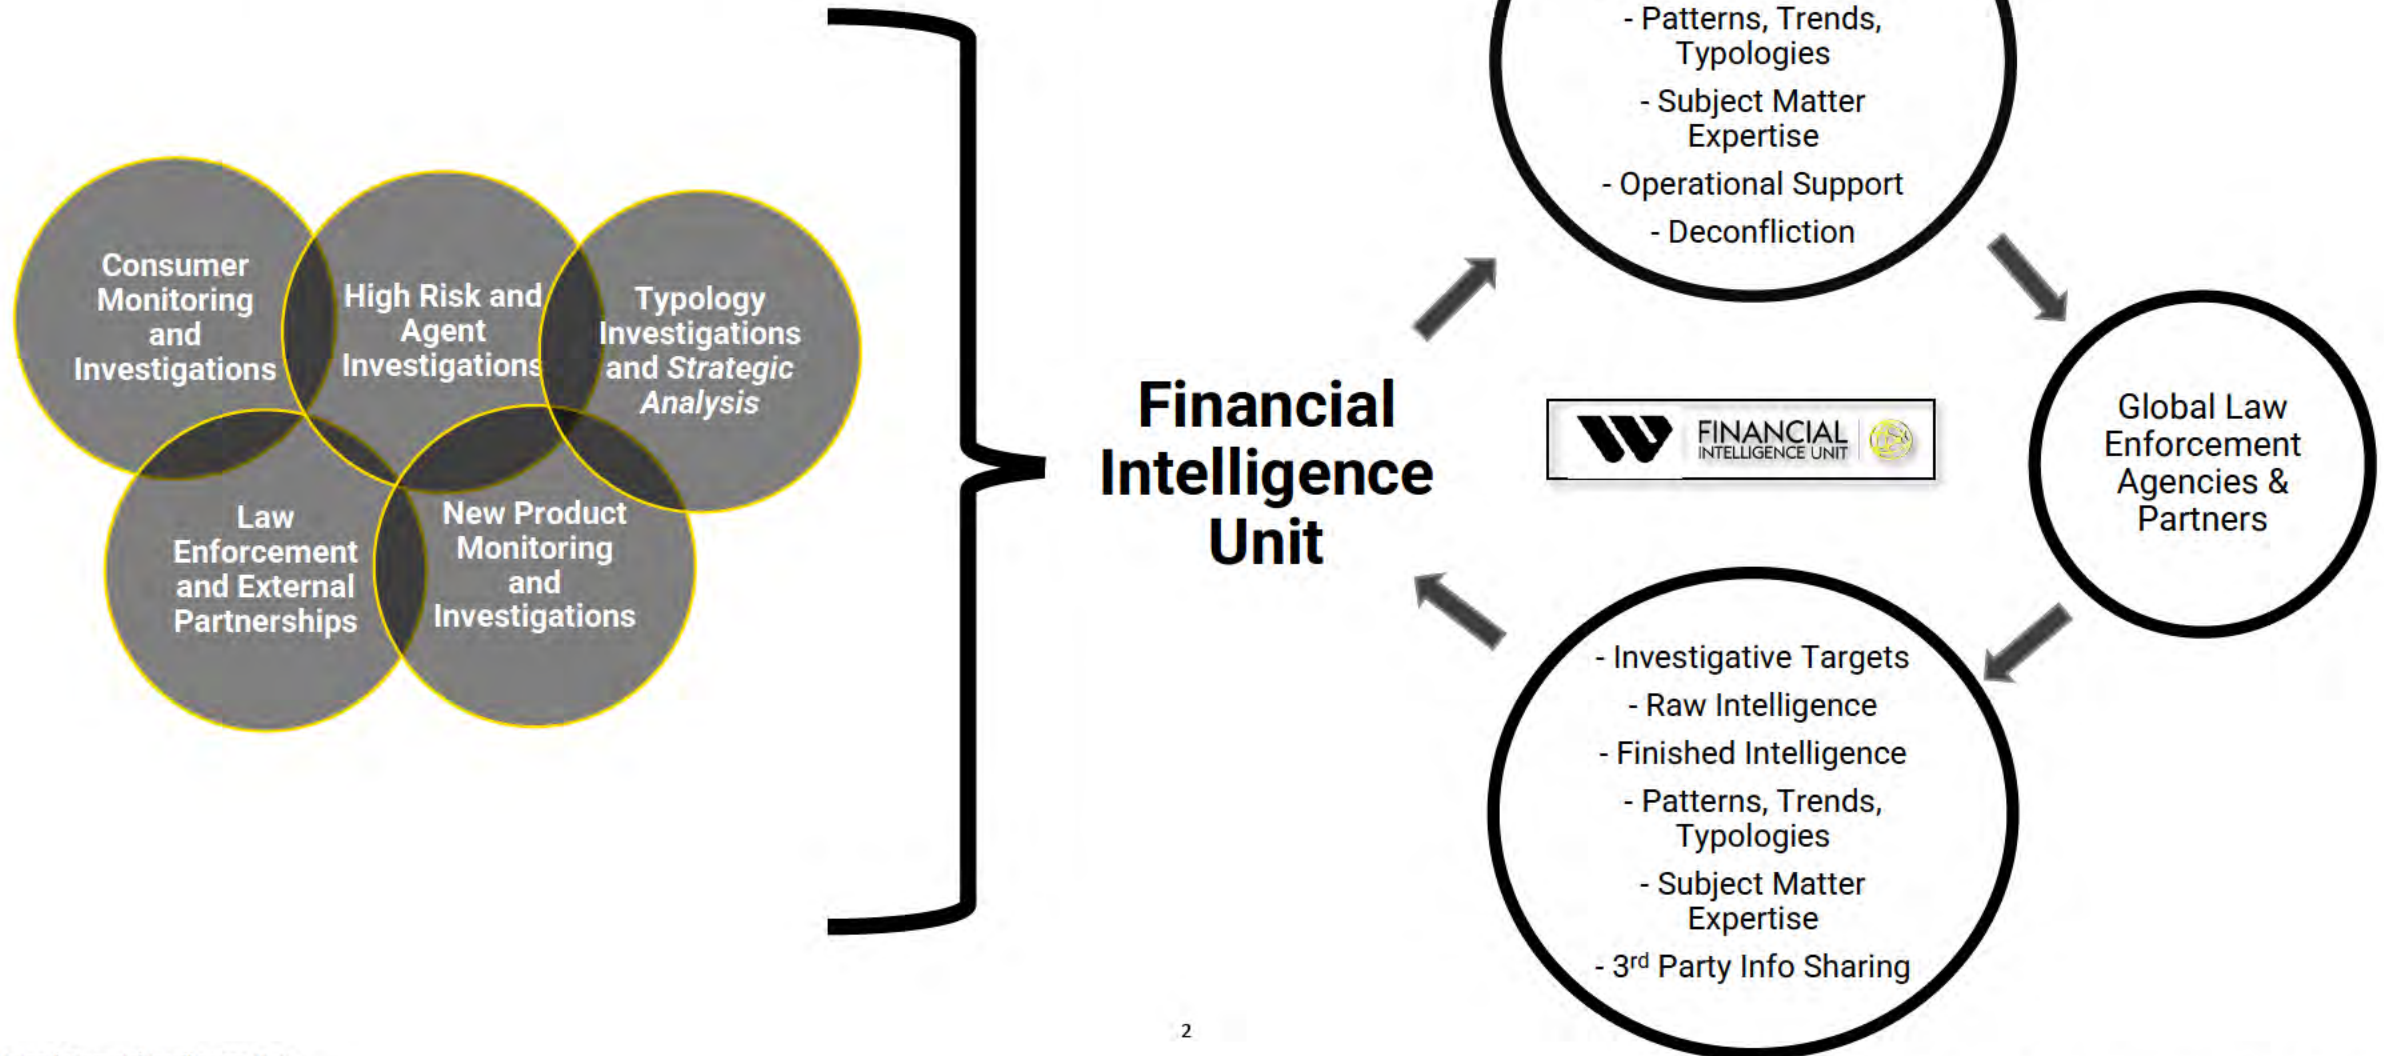 Consumer
Monitoring
and
Investigations
High Risk and
Agent
Investigations
Typology
Investigations
and Strategic
Analysis
Law
Enforcement
and External
Partnerships
New Product
Monitoring
and
Investigations
Financial
Intelligence
Unit
- Patterns, Trends,
Typologies
- Subject Matter
Expertise
- Operational Support
- Deconfliction
FINANCIAL
INTELLIGENCE UNIT
Global Law
Enforcement
Agencies &
Partners
- Investigative Targets
- Raw Intelligence
- Finished Intelligence
- Patterns, Trends,
Typologies
- Subject Matter
Expertise
- 3rd Party Info Sharing
2